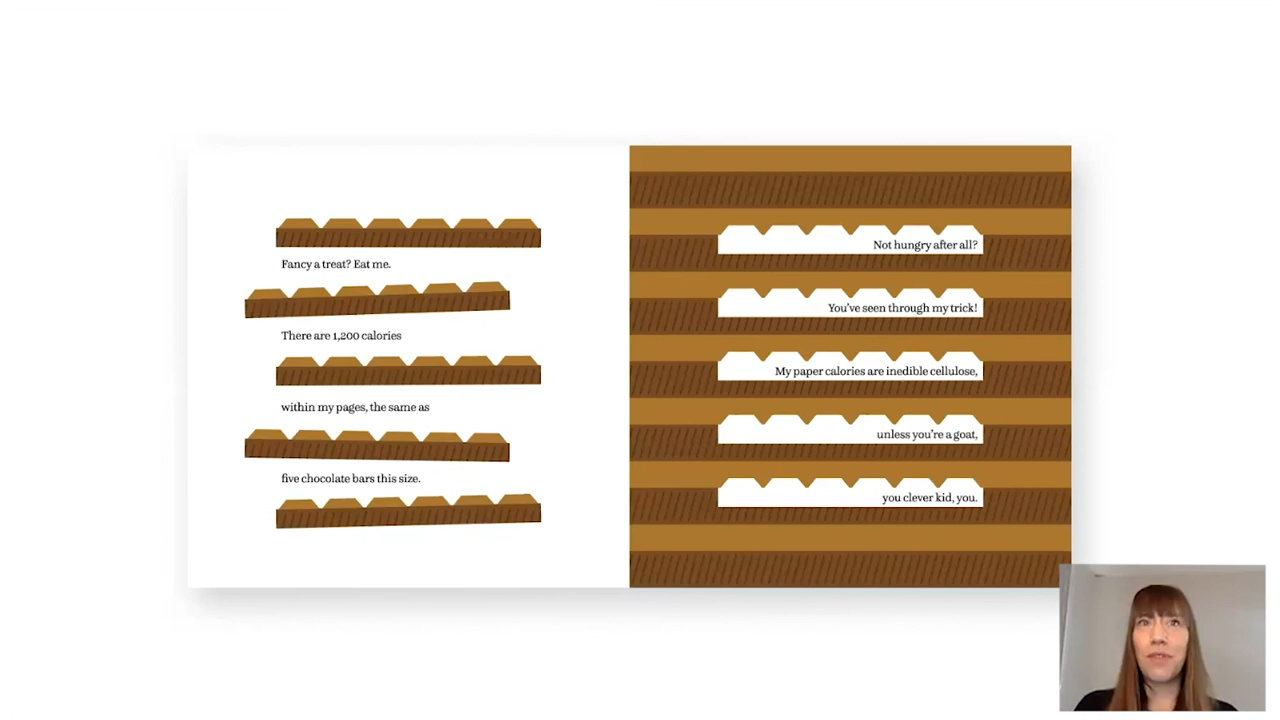 Fancy a treat? Eat me.
There are 1,200 calories
within my pages, the same as
five chocolate bars this size.
Not hungry after all?
You've seen through my trick!
My paper calories are inedible cellulose,
unless you're a goat,
you clever kid, you.